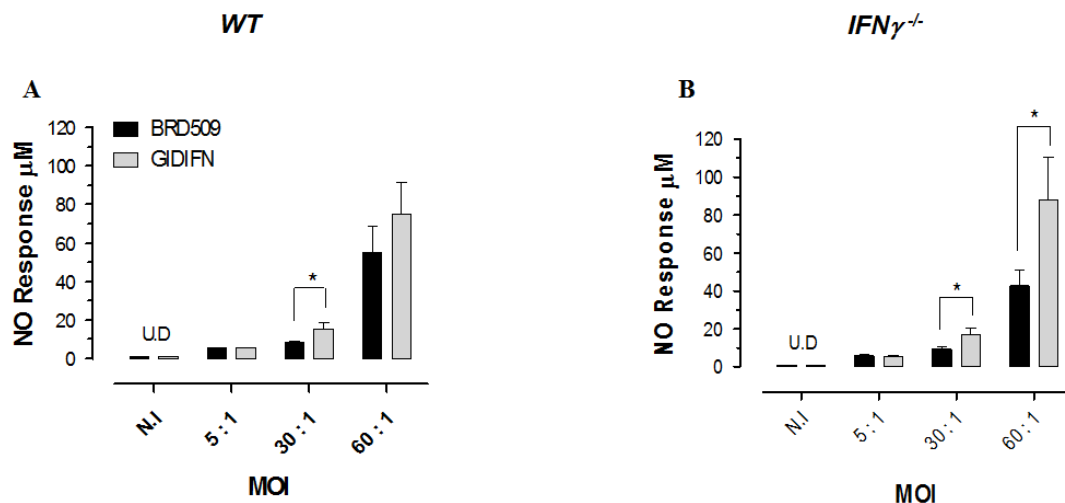 WT
IFNγ-/-
A
B
BRD509
GIDIFN
NO Response µM
120
100
80
60
40
20
0
U.D
*
N.I
5 : 1
30 : 1
60 : 1
MOI
NO Response µM
120
100
80
60
40
20
0
U.D
*
*
N.I
5 : 1
30 : 1
60 : 1
MOI